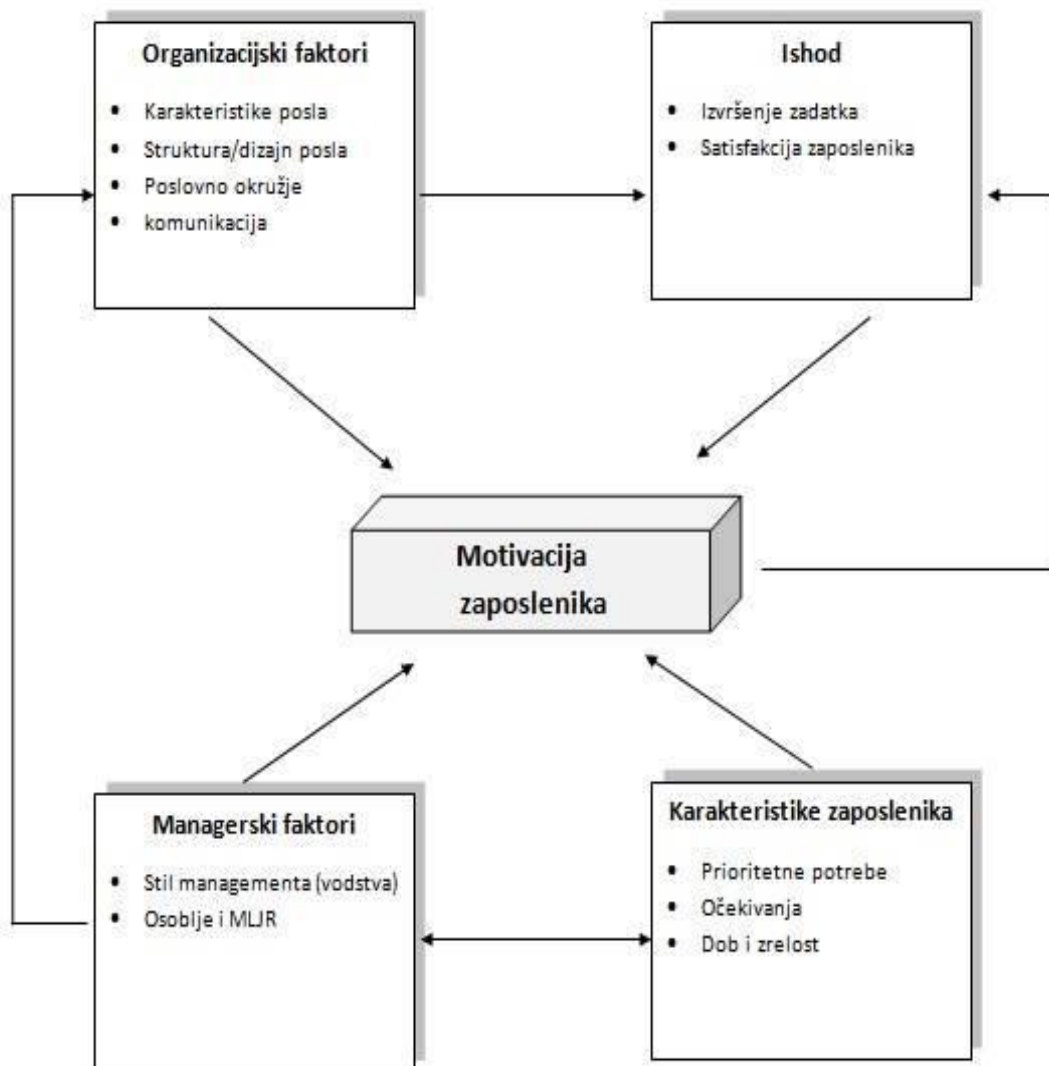 Organizacijski faktori
• Karakteristike posla
• Struktura/dizajn posla
• Poslovno okružje
• komunikacija
Ishod
• Izvršenje zadatka
• Satisfakcija zaposlenika
Motivacija
zaposlenika
Managerski faktori
• Stil managementa (vodstva)
• Osoblje i MLJR
Karakteristike zaposlenika
• Prioritetne potrebe
• Očekivanja
• Dob i zrelost